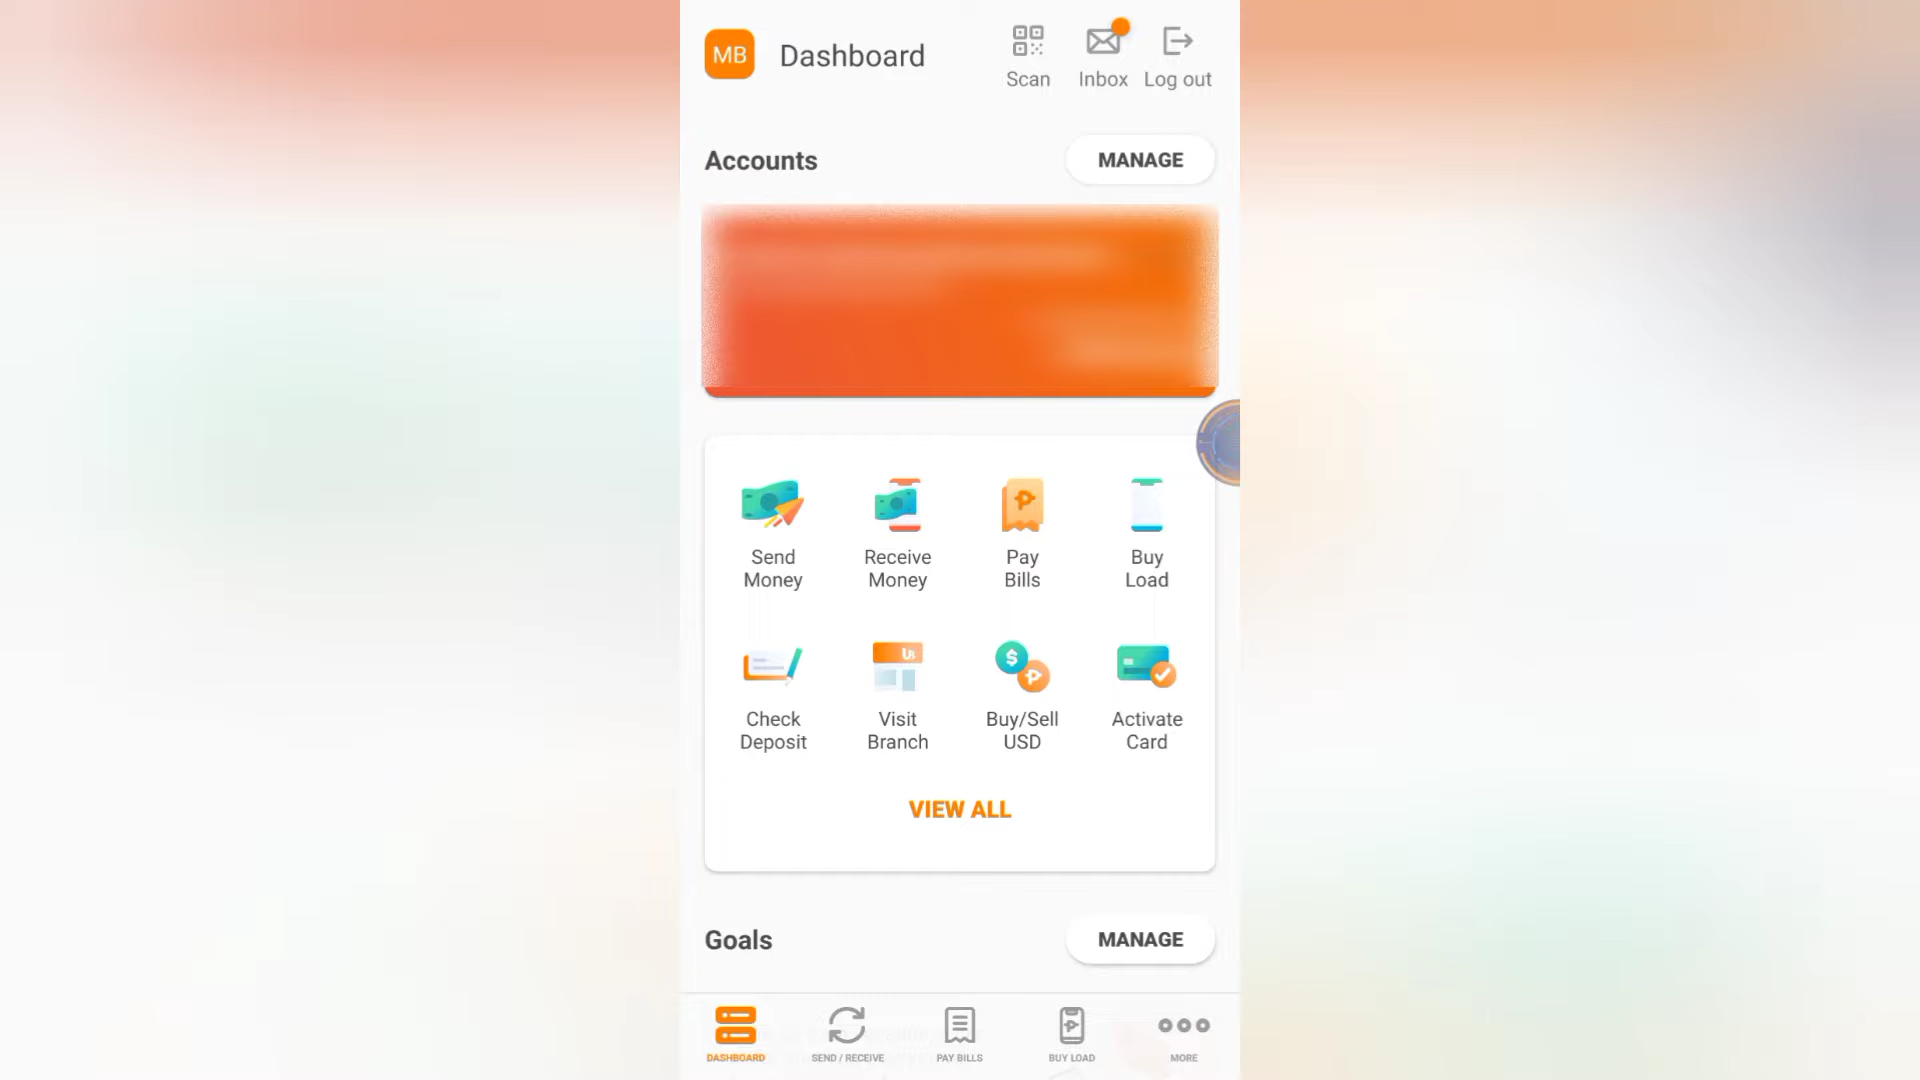 MB Dashboard
Scan Inbox Log out
Accounts MANAGE
Send Money
Receive Money
Pay Bills
Buy Load
Check Deposit
UB
Visit Branch
Buy/Sell USD
Activate Card
VIEW ALL
Goals MANAGE
DASHBOARD SEND / RECEIVE PAY BILLS BUY LOAD MORE